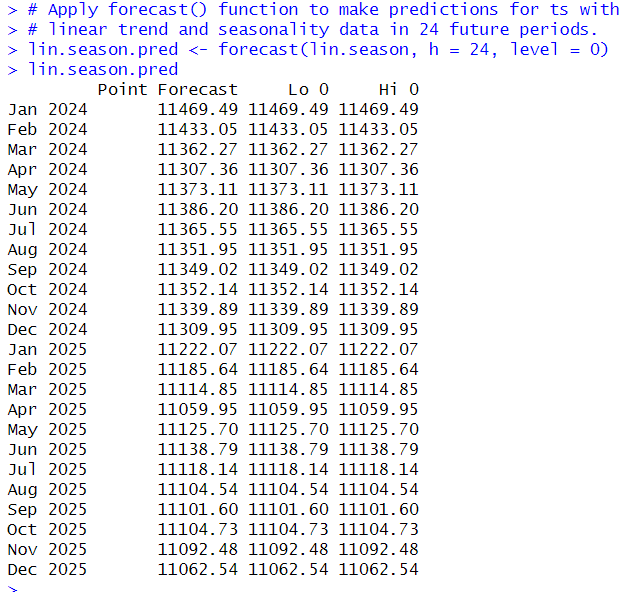 > # Apply forecast() function to make predictions for ts with
> # linear trend and seasonality data in 24 future periods.
> lin.season.pred <- forecast(lin.season, h = 24, level = 0)
> lin.season.pred
         Point Forecast     Lo 0     Hi 0
Jan 2024       11469.49 11469.49 11469.49
Feb 2024       11433.05 11433.05 11433.05
Mar 2024       11362.27 11362.27 11362.27
Apr 2024       11307.36 11307.36 11307.36
May 2024       11373.11 11373.11 11373.11
Jun 2024       11386.20 11386.20 11386.20
Jul 2024       11365.55 11365.55 11365.55
Aug 2024       11351.95 11351.95 11351.95
Sep 2024       11349.02 11349.02 11349.02
Oct 2024       11352.14 11352.14 11352.14
Nov 2024       11339.89 11339.89 11339.89
Dec 2024       11309.95 11309.95 11309.95
Jan 2025       11222.07 11222.07 11222.07
Feb 2025       11185.64 11185.64 11185.64
Mar 2025       11114.85 11114.85 11114.85
Apr 2025       11059.95 11059.95 11059.95
May 2025       11125.70 11125.70 11125.70
Jun 2025       11138.79 11138.79 11138.79
Jul 2025       11118.14 11118.14 11118.14
Aug 2025       11104.54 11104.54 11104.54
Sep 2025       11101.60 11101.60 11101.60
Oct 2025       11104.73 11104.73 11104.73
Nov 2025       11092.48 11092.48 11092.48
Dec 2025       11062.54 11062.54 11062.54
>